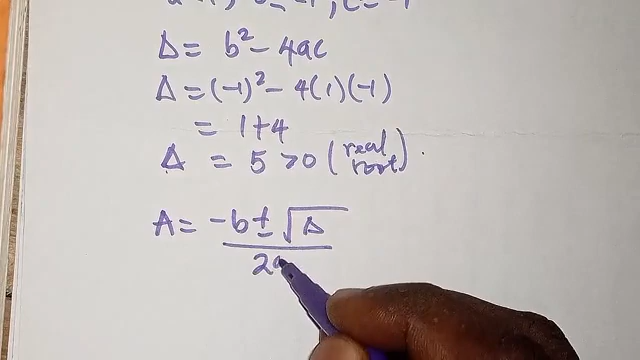 Δ = b² - 4ac
Δ = (-1)² - 4(1)(-1)
= 1+4
Δ = 5 >0 (real root).
A = -b ± √Δ
2a